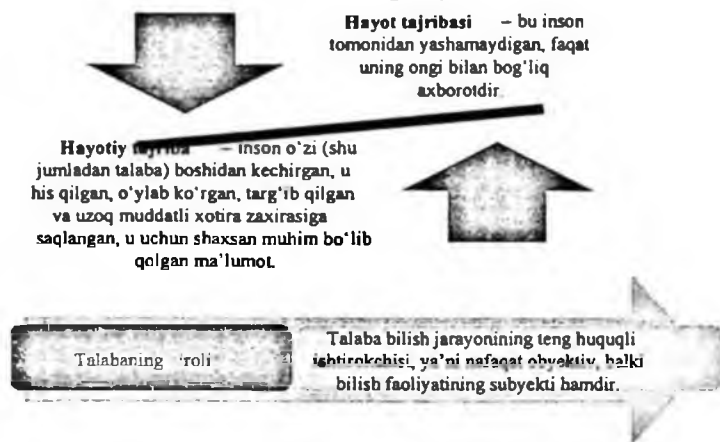 Hayot tajribasi – bu inson
tomonidan yashamaydigan, faqat
uning ongi bilan bog‘liq
axborotdir
Hayotiy tajriba – inson o‘zi (shu
jumladan talaba) boshidan kechirgan, u
his qilgan, o‘ylab ko‘rgan, targ‘ib qilgan
va uzoq muddatli xotira zaxirasiga
saqlangan, u uchun shaxsan muhim bo‘lib
qolgan ma’lumot.
Talabaning roli
Talaba bilish jarayonining teng huquqli
ishtirokchisi, ya’ni nafaqat obyektiv, balki
bilish faoliyatining subyekti hamdir.